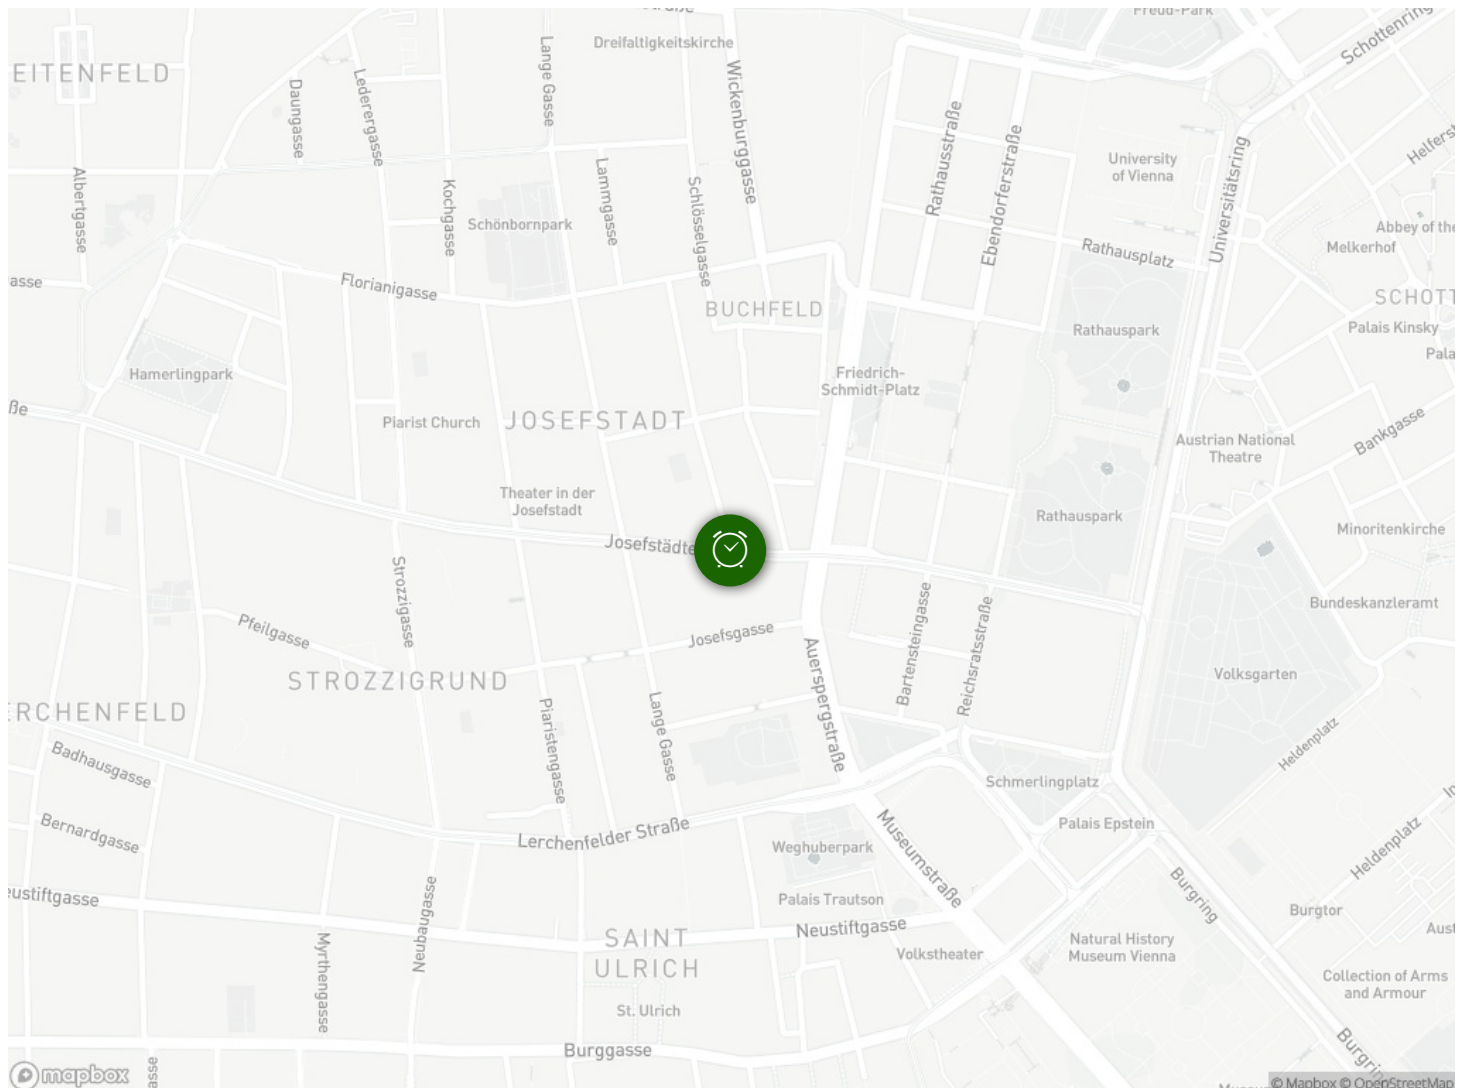 Freud-Park
Schottenring
Dreifaltigkeitskirche
EITENFELD
Lange Gasse
Daungasse
Lederergasse
Wickenburggasse
Rathausstraße
Ebendorferstraße
University
of Vienna
Universitätsring
Albertgasse
Kochgasse
Lammgasse
Schlösselgasse
Schönbornpark
Abbey of the
Melkerhof
Rathausplatz
asse
Florianigasse
BUCHFELD
SCHOTT
Rathauspark
Palais Kinsky
Pala
Hamerlingpark
Friedrich-
Schmidt-Platz
ße
Piarist Church
JOSEFSTADT
Bankgasse
Austrian National
Theatre
Theater in der
Josefstadt
Rathauspark
Minoritenkirche
Josefstädte
Strozzigasse
Bartensteingasse
Reichsratsstraße
Bundeskanzleramt
Pfeilgasse
Josefsgasse
Auerspergstraße
Volksgarten
STROZZIGRUND
ERCHENFELD
Piaristengasse
Lange Gasse
Heldenplatz
Badhausgasse
Schmerlingplatz
Bernardgasse
Lerchenfelder Straße
Palais Epstein
Museumstraße
Weghuberpark
Heldenplatz
eustiftgasse
Neubaugasse
Palais Trautson
Burgring
Burgtor
Neustiftgasse
Aust
Myrthengasse
SAINT
ULRICH
Volkstheater
Natural History
Museum Vienna
Collection of Arms
and Armour
St. Ulrich
Burggasse
Burgring
asse
mapbox
© Mapbox © OpenStreetMap